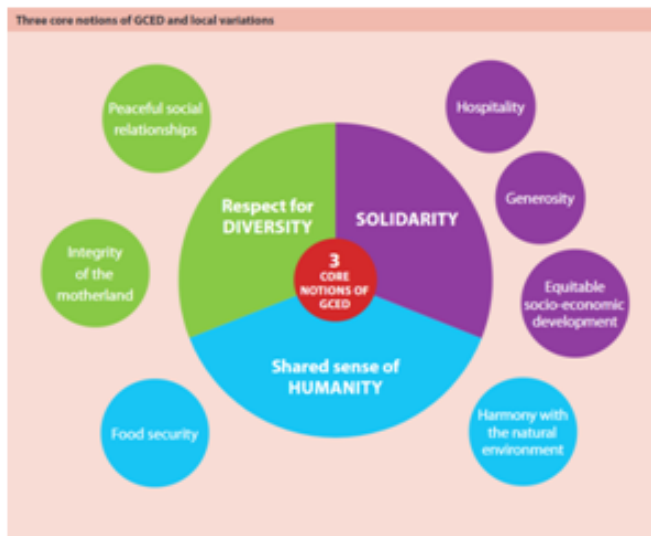 Three core notions of GCED and local variations
Peaceful social
relationships
Hospitality
Respect for
DIVERSITY
SOLIDARITY
Generosity
Integrity
of the
motherland
3
CORE
NOTIONS OF
GCED
Equitable
socio-economic
development
Shared sense of
HUMANITY
Food security
Harmony with
the natural
environment